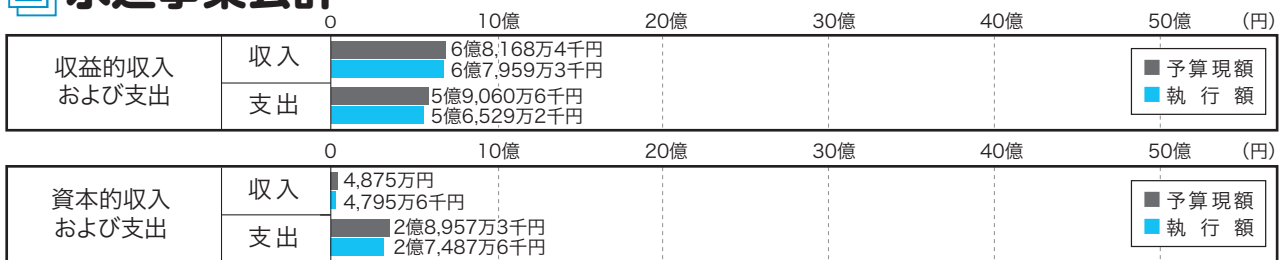 水道事業会計
0 10億 20億 30億 40億 50億 (円)
収益的収入
および支出
収入
6億8,168万4千円
6億7,959万3千円
支出
5億9,060万6千円
5億6,529万2千円
予算現額
執行額
0 10億 20億 30億 40億 50億 (円)
資本的収入
および支出
収入
4,875万円
4,795万6千円
支出
2億8,957万3千円
2億7,487万6千円
予算現額
執行額